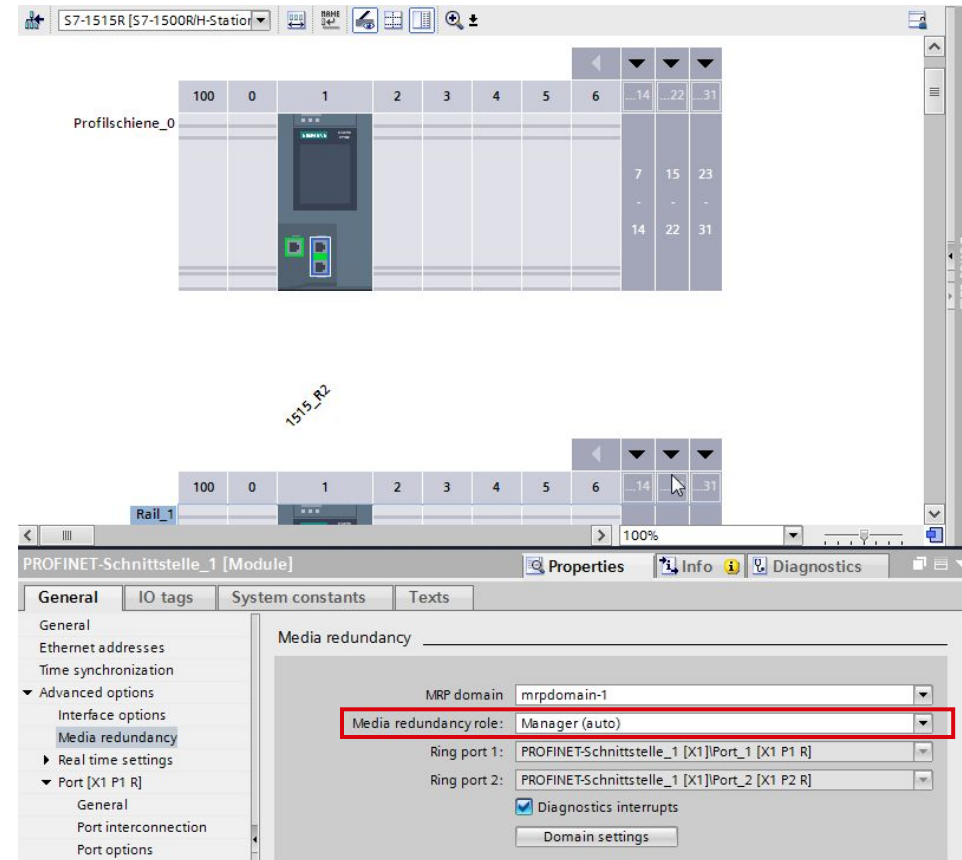 S7-1515R [S7-1500R/H-Station
NAME
...14 ...22 ...31
100 0 1 2 3 4 5 6
Profilschiene_0
SIEMENS
7 15 23
- - -
14 22 31
1515_R2
100 0 1 2 3 4 5 6 ...14 ...31
Rail_1
100%
PROFINET-Schnittstelle_1 [Module]
Properties Info Diagnostics
General IO tags System constants Texts
General
Ethernet addresses
Time synchronization
Advanced options
Interface options
Media redundancy
Real time settings
Port [X1 P1 R]
General
Port interconnection
Port options
Media redundancy
MRP domain mrpdomain-1
Media redundancy role: Manager (auto)
Ring port 1: PROFINET-Schnittstelle_1 [X1]\Port_1 [X1 P1 R]
Ring port 2: PROFINET-Schnittstelle_1 [X1]\Port_2 [X1 P2 R]
Diagnostics interrupts
Domain settings